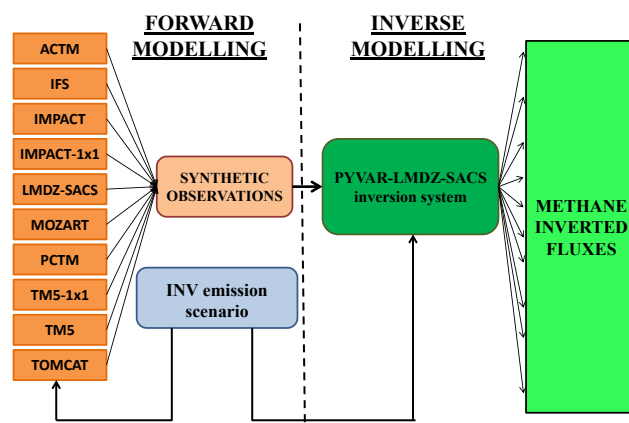 FORWARD
MODELLING
INVERSE
MODELLING
ACTM
IFS
IMPACT
IMPACT-1x1
LMDZ-SACS
MOZART
PCTM
TM5-1x1
TM5
TOMCAT
SYNTHETIC
OBSERVATIONS
INV emission
scenario
PYVAR-LMDZ-SACS
inversion system
METHANE
INVERTED
FLUXES